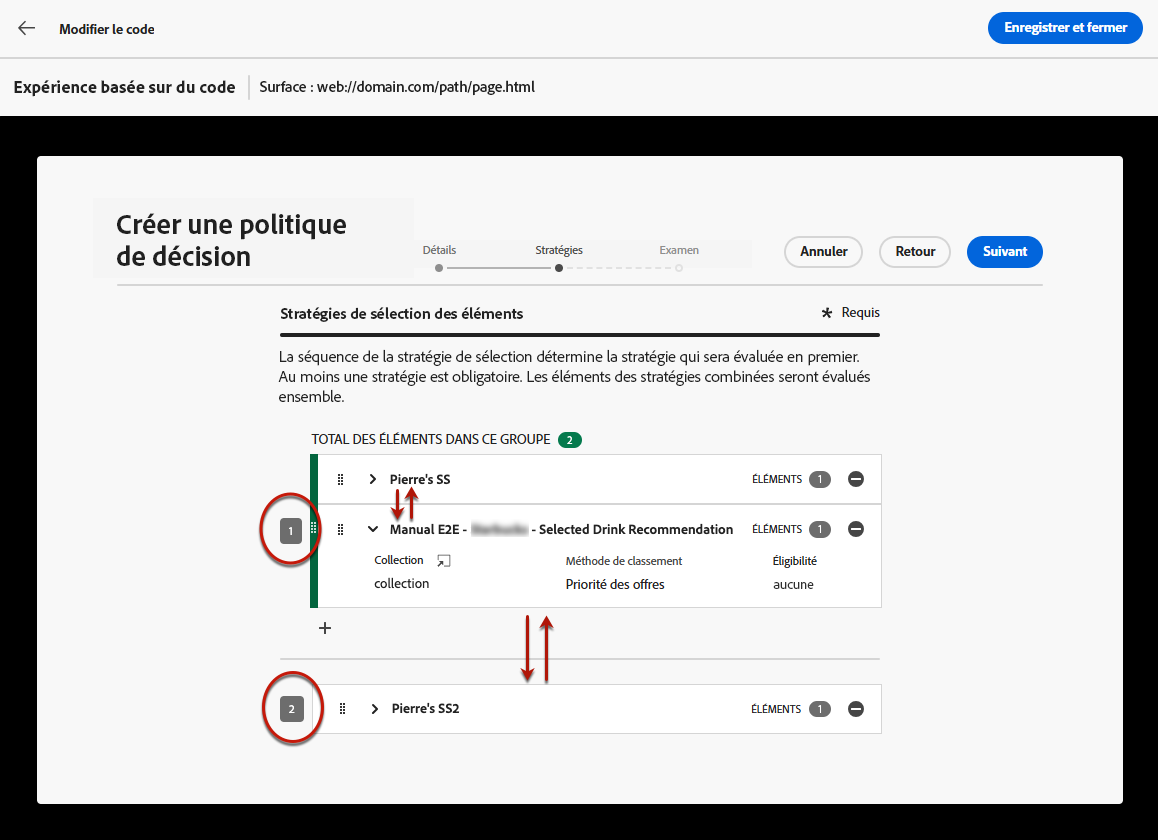 Modifier le code
Enregistrer et fermer
Expérience basée sur du code
Surface : web://domain.com/path/page.html
Créer une politique
de décision
Détails
Stratégies
Examen
Annuler
Retour
Suivant
Stratégies de sélection des éléments
* Requis
La séquence de la stratégie de sélection détermine la stratégie qui sera évaluée en premier.
Au moins une stratégie est obligatoire. Les éléments des stratégies combinées seront évalués
ensemble.
TOTAL DES ÉLÉMENTS DANS CE GROUPE 2
Pierre's SS
ÉLÉMENTS 1
1
Manual E2E - - Selected Drink Recommendation
ÉLÉMENTS 1
Collection
Méthode de classement
Éligibilité
collection
Priorité des offres
aucune
2
Pierre's SS2
ÉLÉMENTS 1